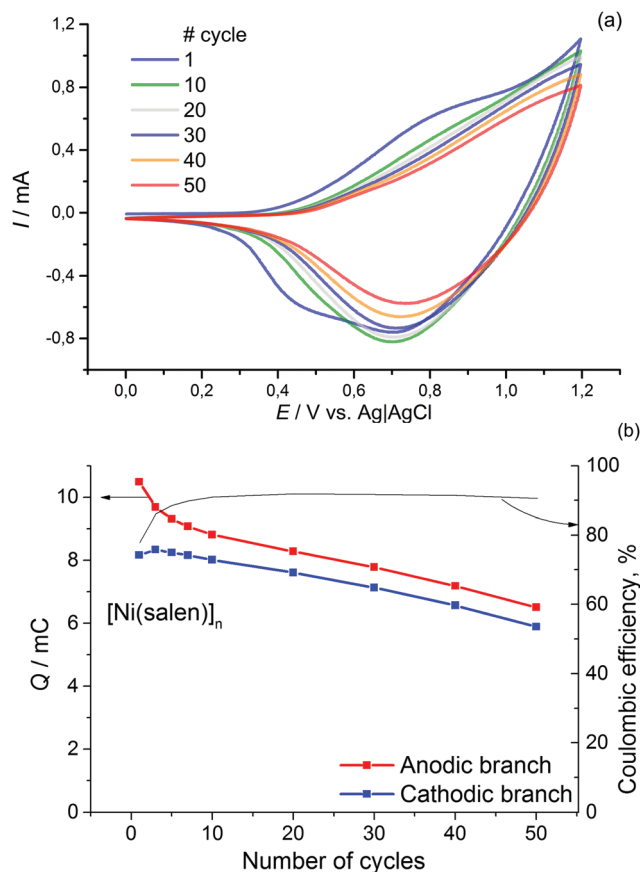 (a)
# cycle
1
10
20
30
40
50
1,2
0,8
0,4
0,0
-0,4
-0,8
I / mA
0,0 0,2 0,4 0,6 0,8 1,0 1,2
E / V vs. Ag|AgCl
(b)
10
8
6
4
2
0
Q / mC
[Ni(salen)]n
100
80
60
40
20
0
Coulombic efficiency, %
Anodic branch
Cathodic branch
0 10 20 30 40 50
Number of cycles